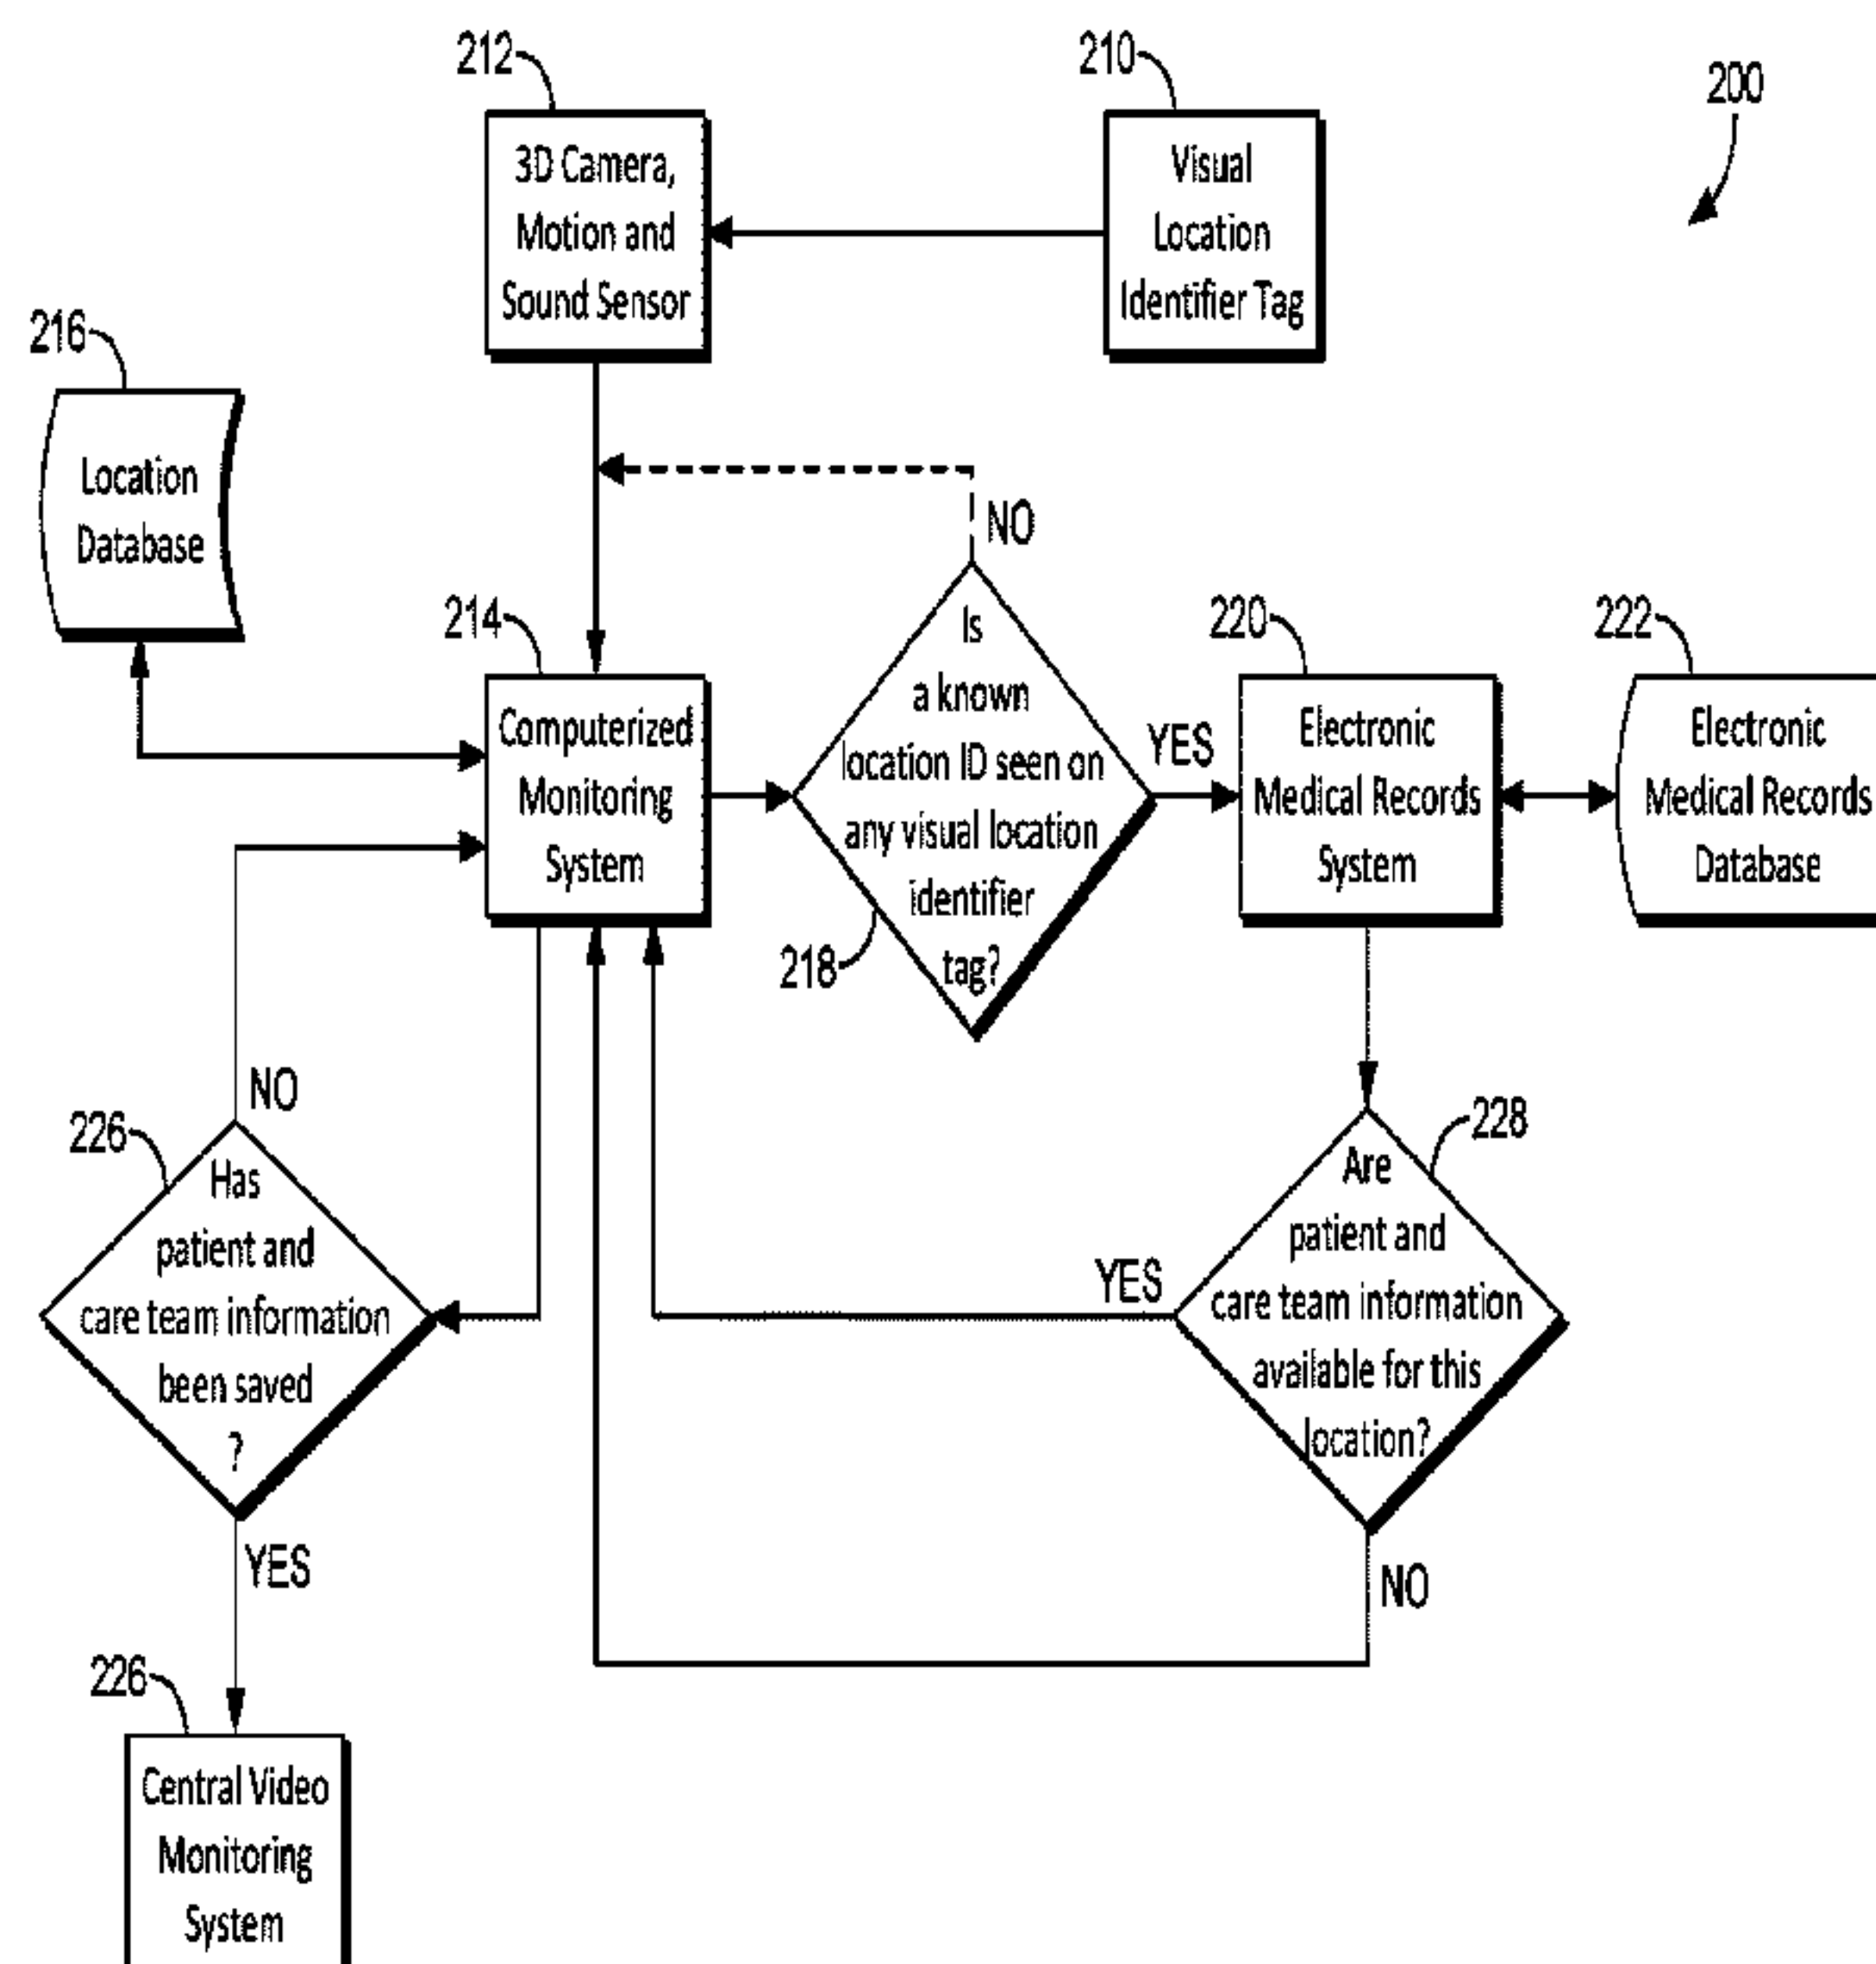 212
210
200
3D Camera,
Motion and
Sound Sensor
Visual
Location
Identifier Tag
216
Location
Database
NO
214
Computerized
Monitoring
System
Is
a known
location ID seen on
any visual location
identifier
tag?
218
YES
220
Electronic
Medical Records
System
222
Electronic
Medical Records
Database
NO
226
Has
patient and
care team information
been saved
?
YES
228
Are
patient and
care team information
available for this
location?
YES
NO
226
Central Video
Monitoring
System